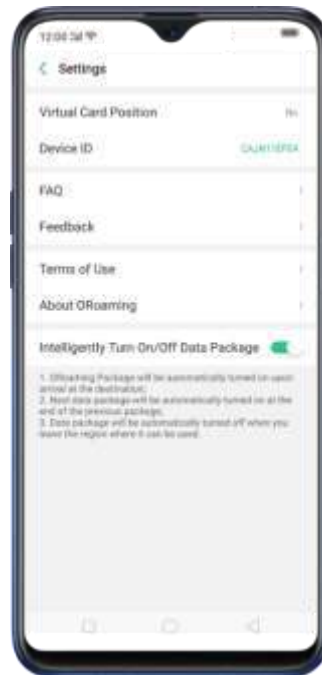 12:00
Settings
Virtual Card Position No
Device ID
FAQ
Feedback
Terms of Use
About ORoaming
Intelligently Turn On/Off Data Package
1. ORoaming Package will be automatically turned on upon
arrival at the destination;
2. Next data package will be automatically turned on at the
end of the previous package;
3. Data package will be automatically turned off when you
leave the region where it can be used.